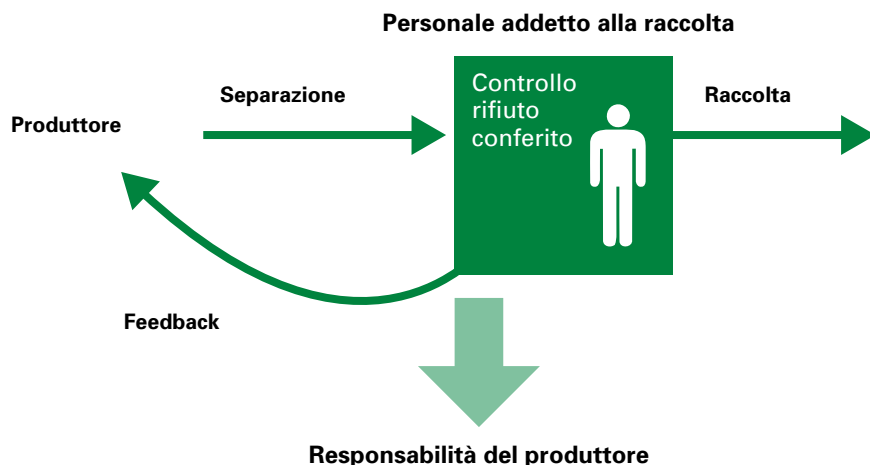 Personale addetto alla raccolta
Controllo
rifiuto
conferito
Separazione
Raccolta
Produttore
Feedback
Responsabilità del produttore